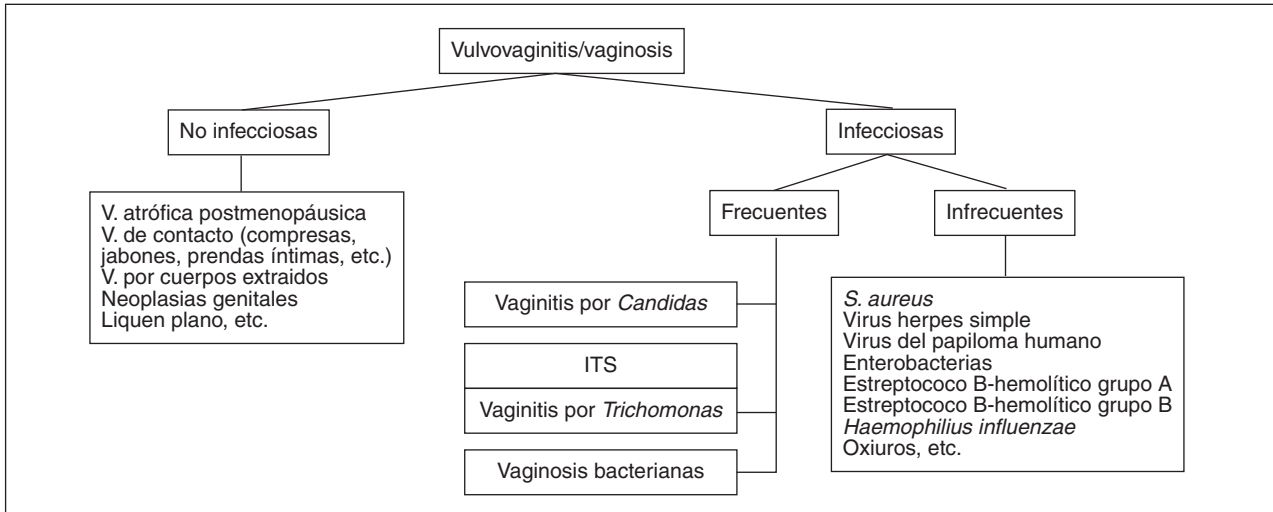 Vulvovaginitis/vaginosis
No infecciosas
Infecciosas
V. atrófica postmenopáusica
V. de contacto (compresas,
jabones, prendas íntimas, etc.)
V. por cuerpos extraidos
Neoplasias genitales
Liquen plano, etc.
Frecuentes
Infrecuentes
Vaginitis por Candidas
ITS
Vaginitis por Trichomonas
Vaginosis bacterianas
S. aureus
Virus herpes simple
Virus del papiloma humano
Enterobacterias
Estreptococo B-hemolítico grupo A
Estreptococo B-hemolítico grupo B
Haemophilius influenzae
Oxiuros, etc.